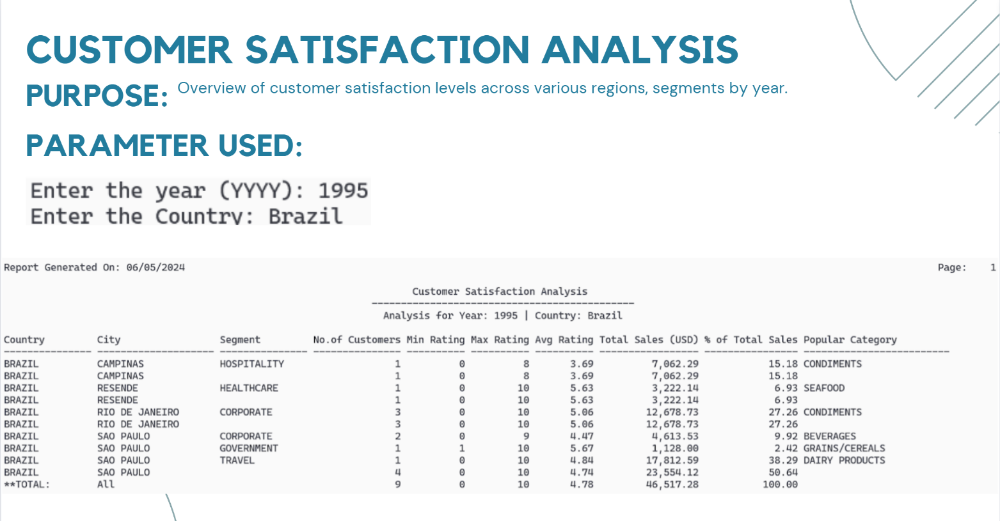 CUSTOMER SATISFACTION ANALYSIS
PURPOSE: Overview of customer satisfaction levels across various regions, segments by year.
PARAMETER USED:
Enter the year (YYYY): 1995
Enter the Country: Brazil
Report Generated On: 06/05/2024 Page: 1
Customer Satisfaction Analysis
Analysis for Year: 1995 | Country: Brazil
Country City Segment No.of Customers Min Rating Max Rating Avg Rating Total Sales (USD) % of Total Sales Popular Category
BRAZIL CAMPINAS HOSPITALITY 1 0 8 3.69 7,062.29 15.18 CONDIMENTS
BRAZIL CAMPINAS 1 0 8 3.69 7,062.29 15.18
BRAZIL RESENDE HEALTHCARE 1 0 10 5.63 3,222.14 6.93 SEAFOOD
BRAZIL RESENDE 1 0 10 5.63 3,222.14 6.93
BRAZIL RIO DE JANEIRO CORPORATE 3 0 10 5.06 12,678.73 27.26 CONDIMENTS
BRAZIL RIO DE JANEIRO 3 0 10 5.06 12,678.73 27.26
BRAZIL SAO PAULO CORPORATE 2 0 9 4.47 4,613.53 9.92 BEVERAGES
BRAZIL SAO PAULO GOVERNMENT 1 1 10 5.67 1,128.00 2.42 GRAINS/CEREALS
BRAZIL SAO PAULO TRAVEL 1 0 10 4.84 17,812.59 38.29 DAIRY PRODUCTS
BRAZIL SAO PAULO 4 0 10 4.74 23,554.12 50.64
**TOTAL: All 9 0 10 4.78 46,517.28 100.00